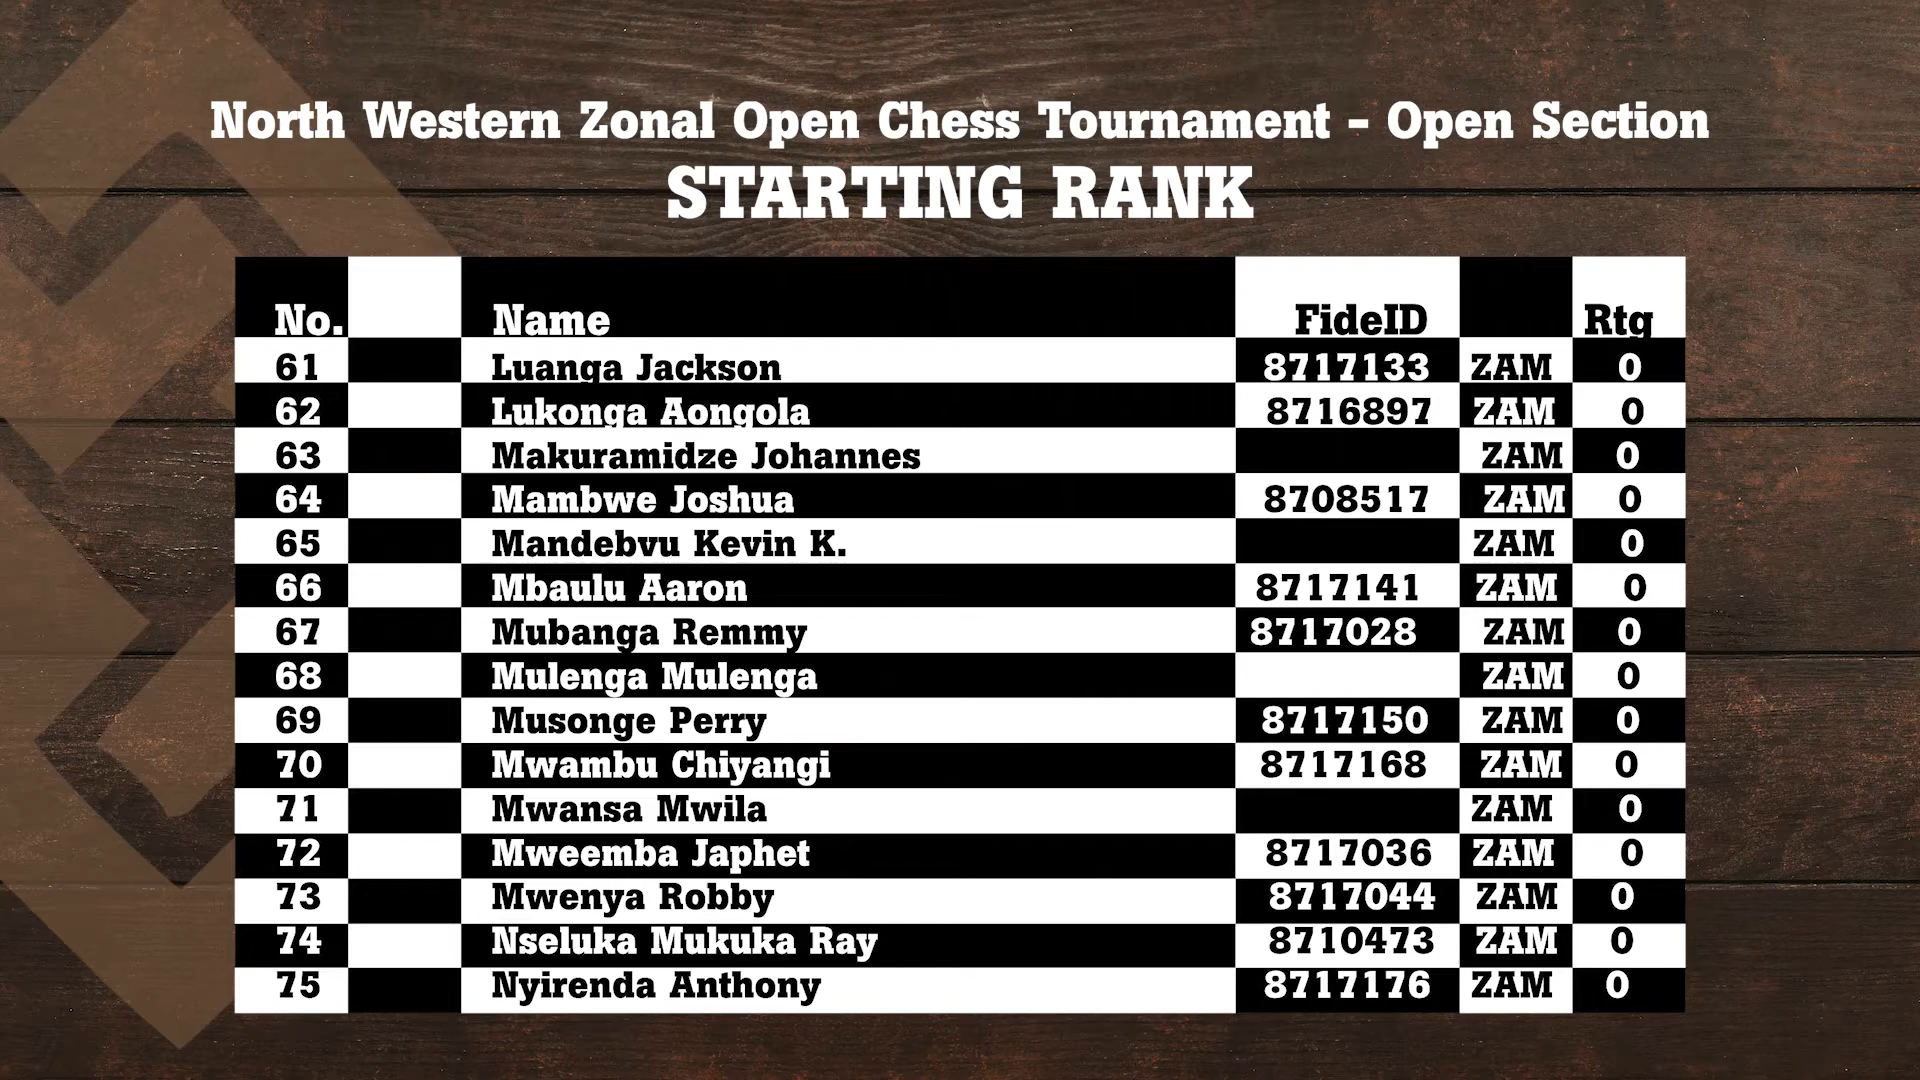 North Western Zonal Open Chess Tournament - Open Section
STARTING RANK
No. Name FideID Rtg
61 Luanga Jackson 8717133 ZAM 0
62 Lukonga Aongola 8716897 ZAM 0
63 Makuramidze Johannes ZAM 0
64 Mambwe Joshua 8708517 ZAM 0
65 Mandebvu Kevin K. ZAM 0
66 Mbaulu Aaron 8717141 ZAM 0
67 Mubanga Remmy 8717028 ZAM 0
68 Mulenga Mulenga ZAM 0
69 Musonge Perry 8717150 ZAM 0
70 Mwambu Chiyangi 8717168 ZAM 0
71 Mwansa Mwila ZAM 0
72 Mweemba Japhet 8717036 ZAM 0
73 Mwenya Robby 8717044 ZAM 0
74 Nseluka Mukuka Ray 8710473 ZAM 0
75 Nyirenda Anthony 8717176 ZAM 0